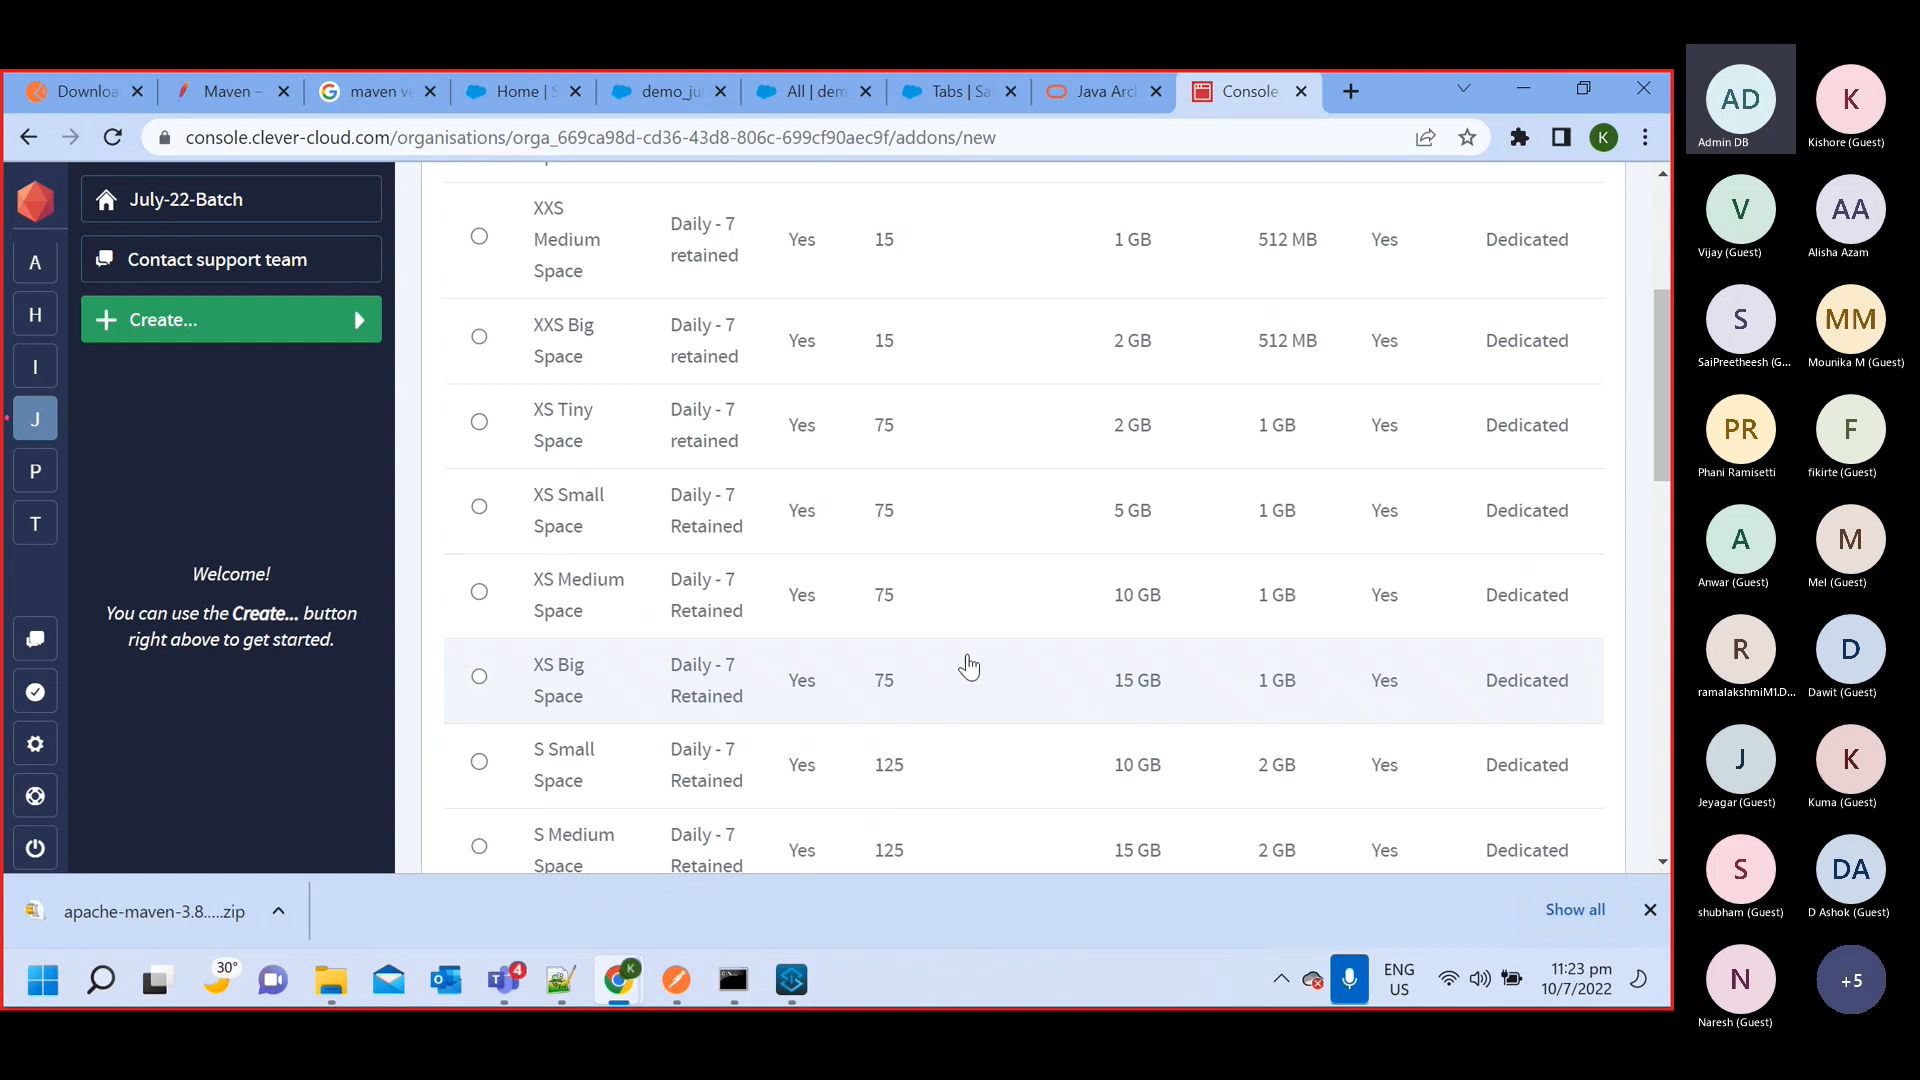 Downloa
Maven –
maven ve
Home | S
demo_ju
All | dem
Tabs | Sa
Java Arc
Console
console.clever-cloud.com/organisations/orga_669ca98d-cd36-43d8-806c-699cf90aec9f/addons/new
K
July-22-Batch
Contact support team
Create...
A
H
I
J
P
T
Welcome!
You can use the Create... button
right above to get started.
XXS Medium Space Daily - 7 retained Yes 15 1 GB 512 MB Yes Dedicated
XXS Big Space Daily - 7 retained Yes 15 2 GB 512 MB Yes Dedicated
XS Tiny Space Daily - 7 retained Yes 75 2 GB 1 GB Yes Dedicated
XS Small Space Daily - 7 Retained Yes 75 5 GB 1 GB Yes Dedicated
XS Medium Space Daily - 7 Retained Yes 75 10 GB 1 GB Yes Dedicated
XS Big Space Daily - 7 Retained Yes 75 15 GB 1 GB Yes Dedicated
S Small Space Daily - 7 Retained Yes 125 10 GB 2 GB Yes Dedicated
S Medium Space Daily - 7 Retained Yes 125 15 GB 2 GB Yes Dedicated
apache-maven-3.8.....zip
Show all
30°
4
K
ENG
US
11:23 pm
10/7/2022
AD
Admin DB
K
Kishore (Guest)
V
Vijay (Guest)
AA
Alisha Azam
S
SaiPreetheesh (G...
MM
Mounika M (Guest)
PR
Phani Ramisetti
F
fikirte (Guest)
A
Anwar (Guest)
M
Mel (Guest)
R
ramalakshmiM1.D...
D
Dawit (Guest)
J
Jeyagar (Guest)
K
Kuma (Guest)
S
shubham (Guest)
DA
D Ashok (Guest)
N
Naresh (Guest)
+5